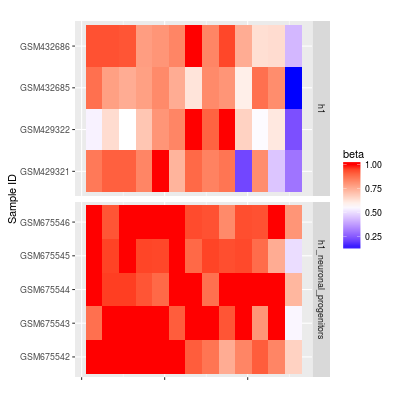 Sample ID
GSM432686
GSM432685
GSM429322
GSM429321
h1
GSM675546
GSM675545
GSM675544
GSM675543
GSM675542
h1_neuronal_progenitors
beta
1.00
0.75
0.50
0.25